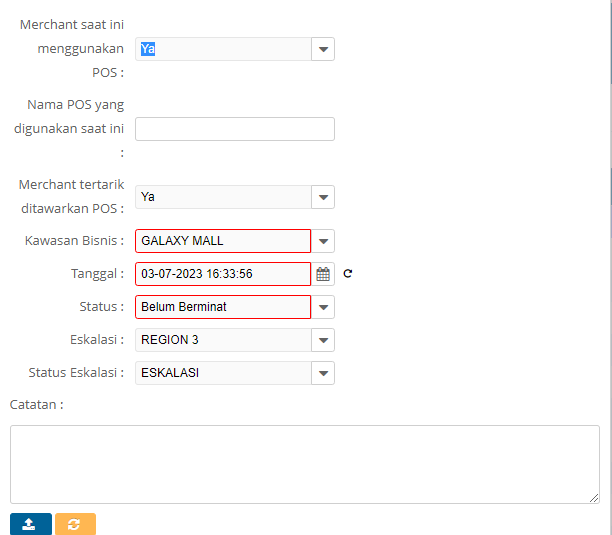 Merchant saat ini
menggunakan Ya
POS :
Nama POS yang
digunakan saat ini
:
Merchant tertarik
ditawarkan POS : Ya
Kawasan Bisnis : GALAXY MALL
Tanggal : 03-07-2023 16:33:56
Status : Belum Berminat
Eskalasi : REGION 3
Status Eskalasi : ESKALASI
Catatan :